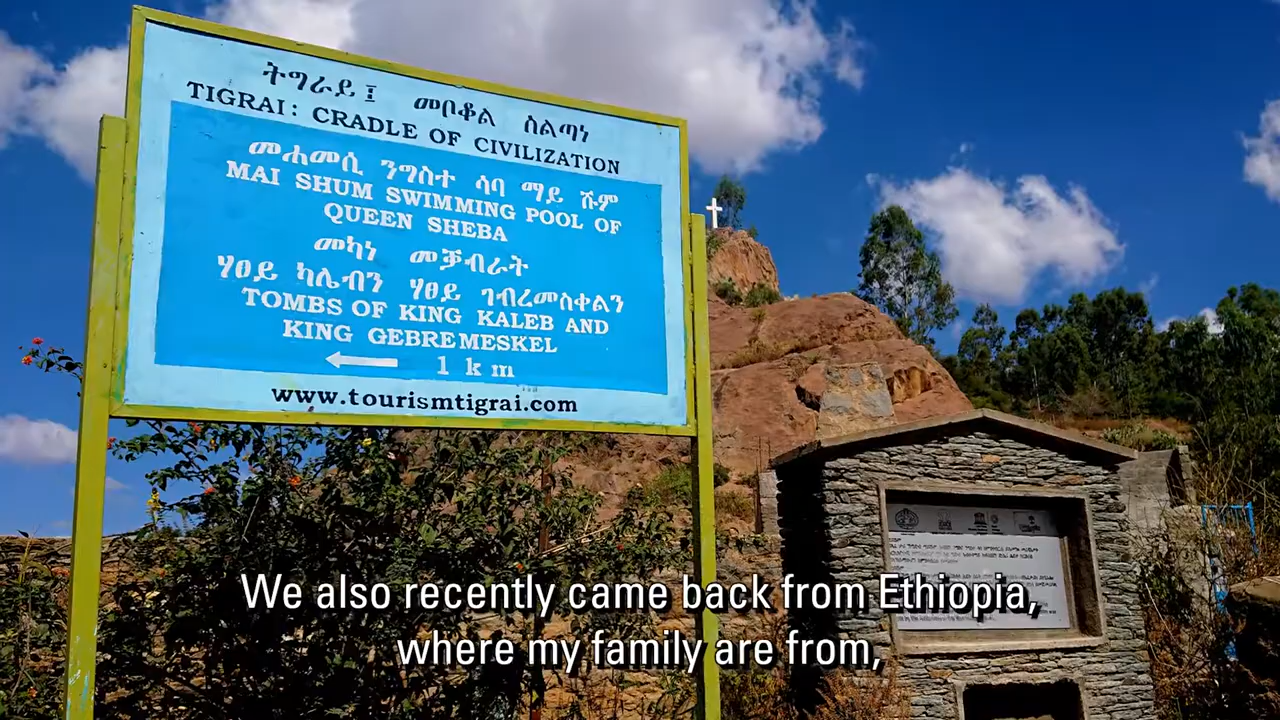 ትግራይ፤ መቦቆል ስልጣነ
TIGRAI: CRADLE OF CIVILIZATION
መሐመሲ ንግስተ ሳባ ማይ ሹም
MAI SHUM SWIMMING POOL OF
QUEEN SHEBA
መካነ መቓብራት
ሃፀይ ካሌብን ሃፀይ ገብረመስቀልን
TOMBS OF KING KALEB AND
KING GEBREMESKEL
1 km
www.tourismtigrai.com
We also recently came back from Ethiopia,
where my family are from,